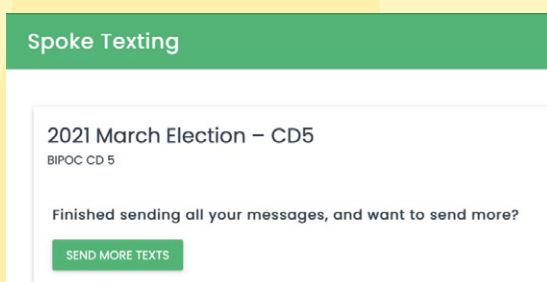 Spoke Texting
2021 March Election – CD5
BIPOC CD 5
Finished sending all your messages, and want to send more?
SEND MORE TEXTS